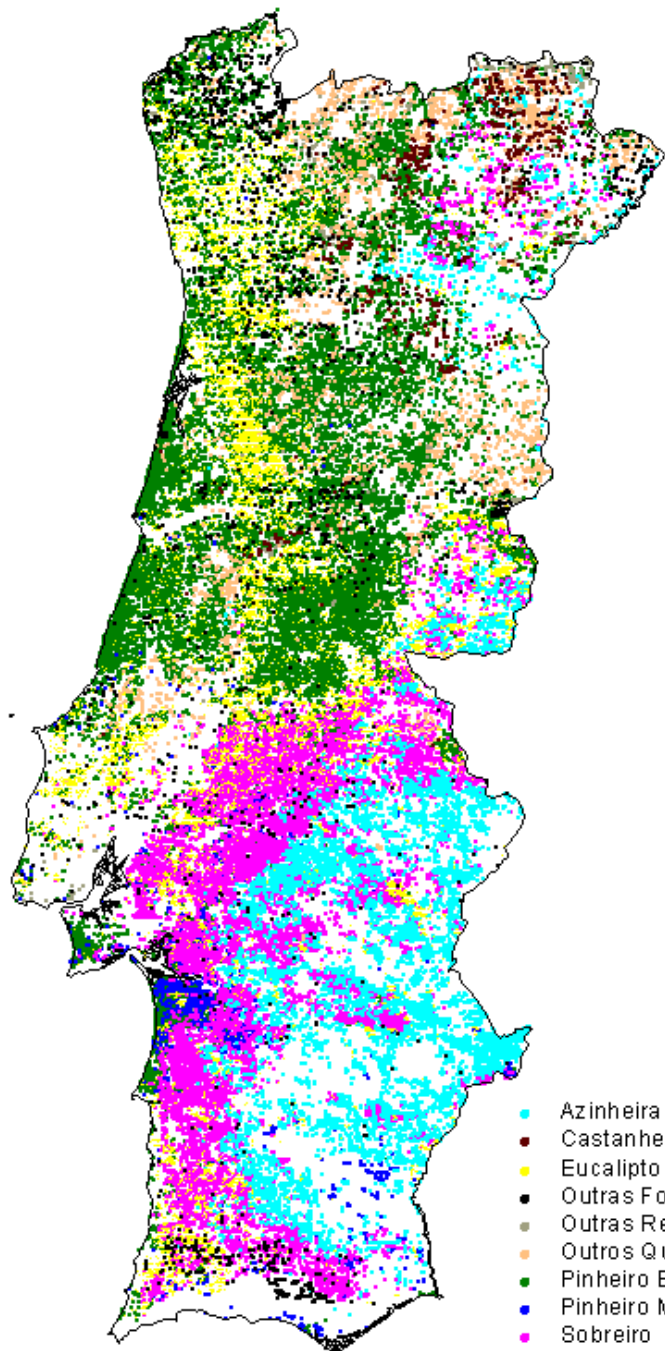 Azinheira
Castanhe
Eucalipto
Outras Fo
Outras Re
Outros Qu
Pinheiro B
Pinheiro M
Sobreiro